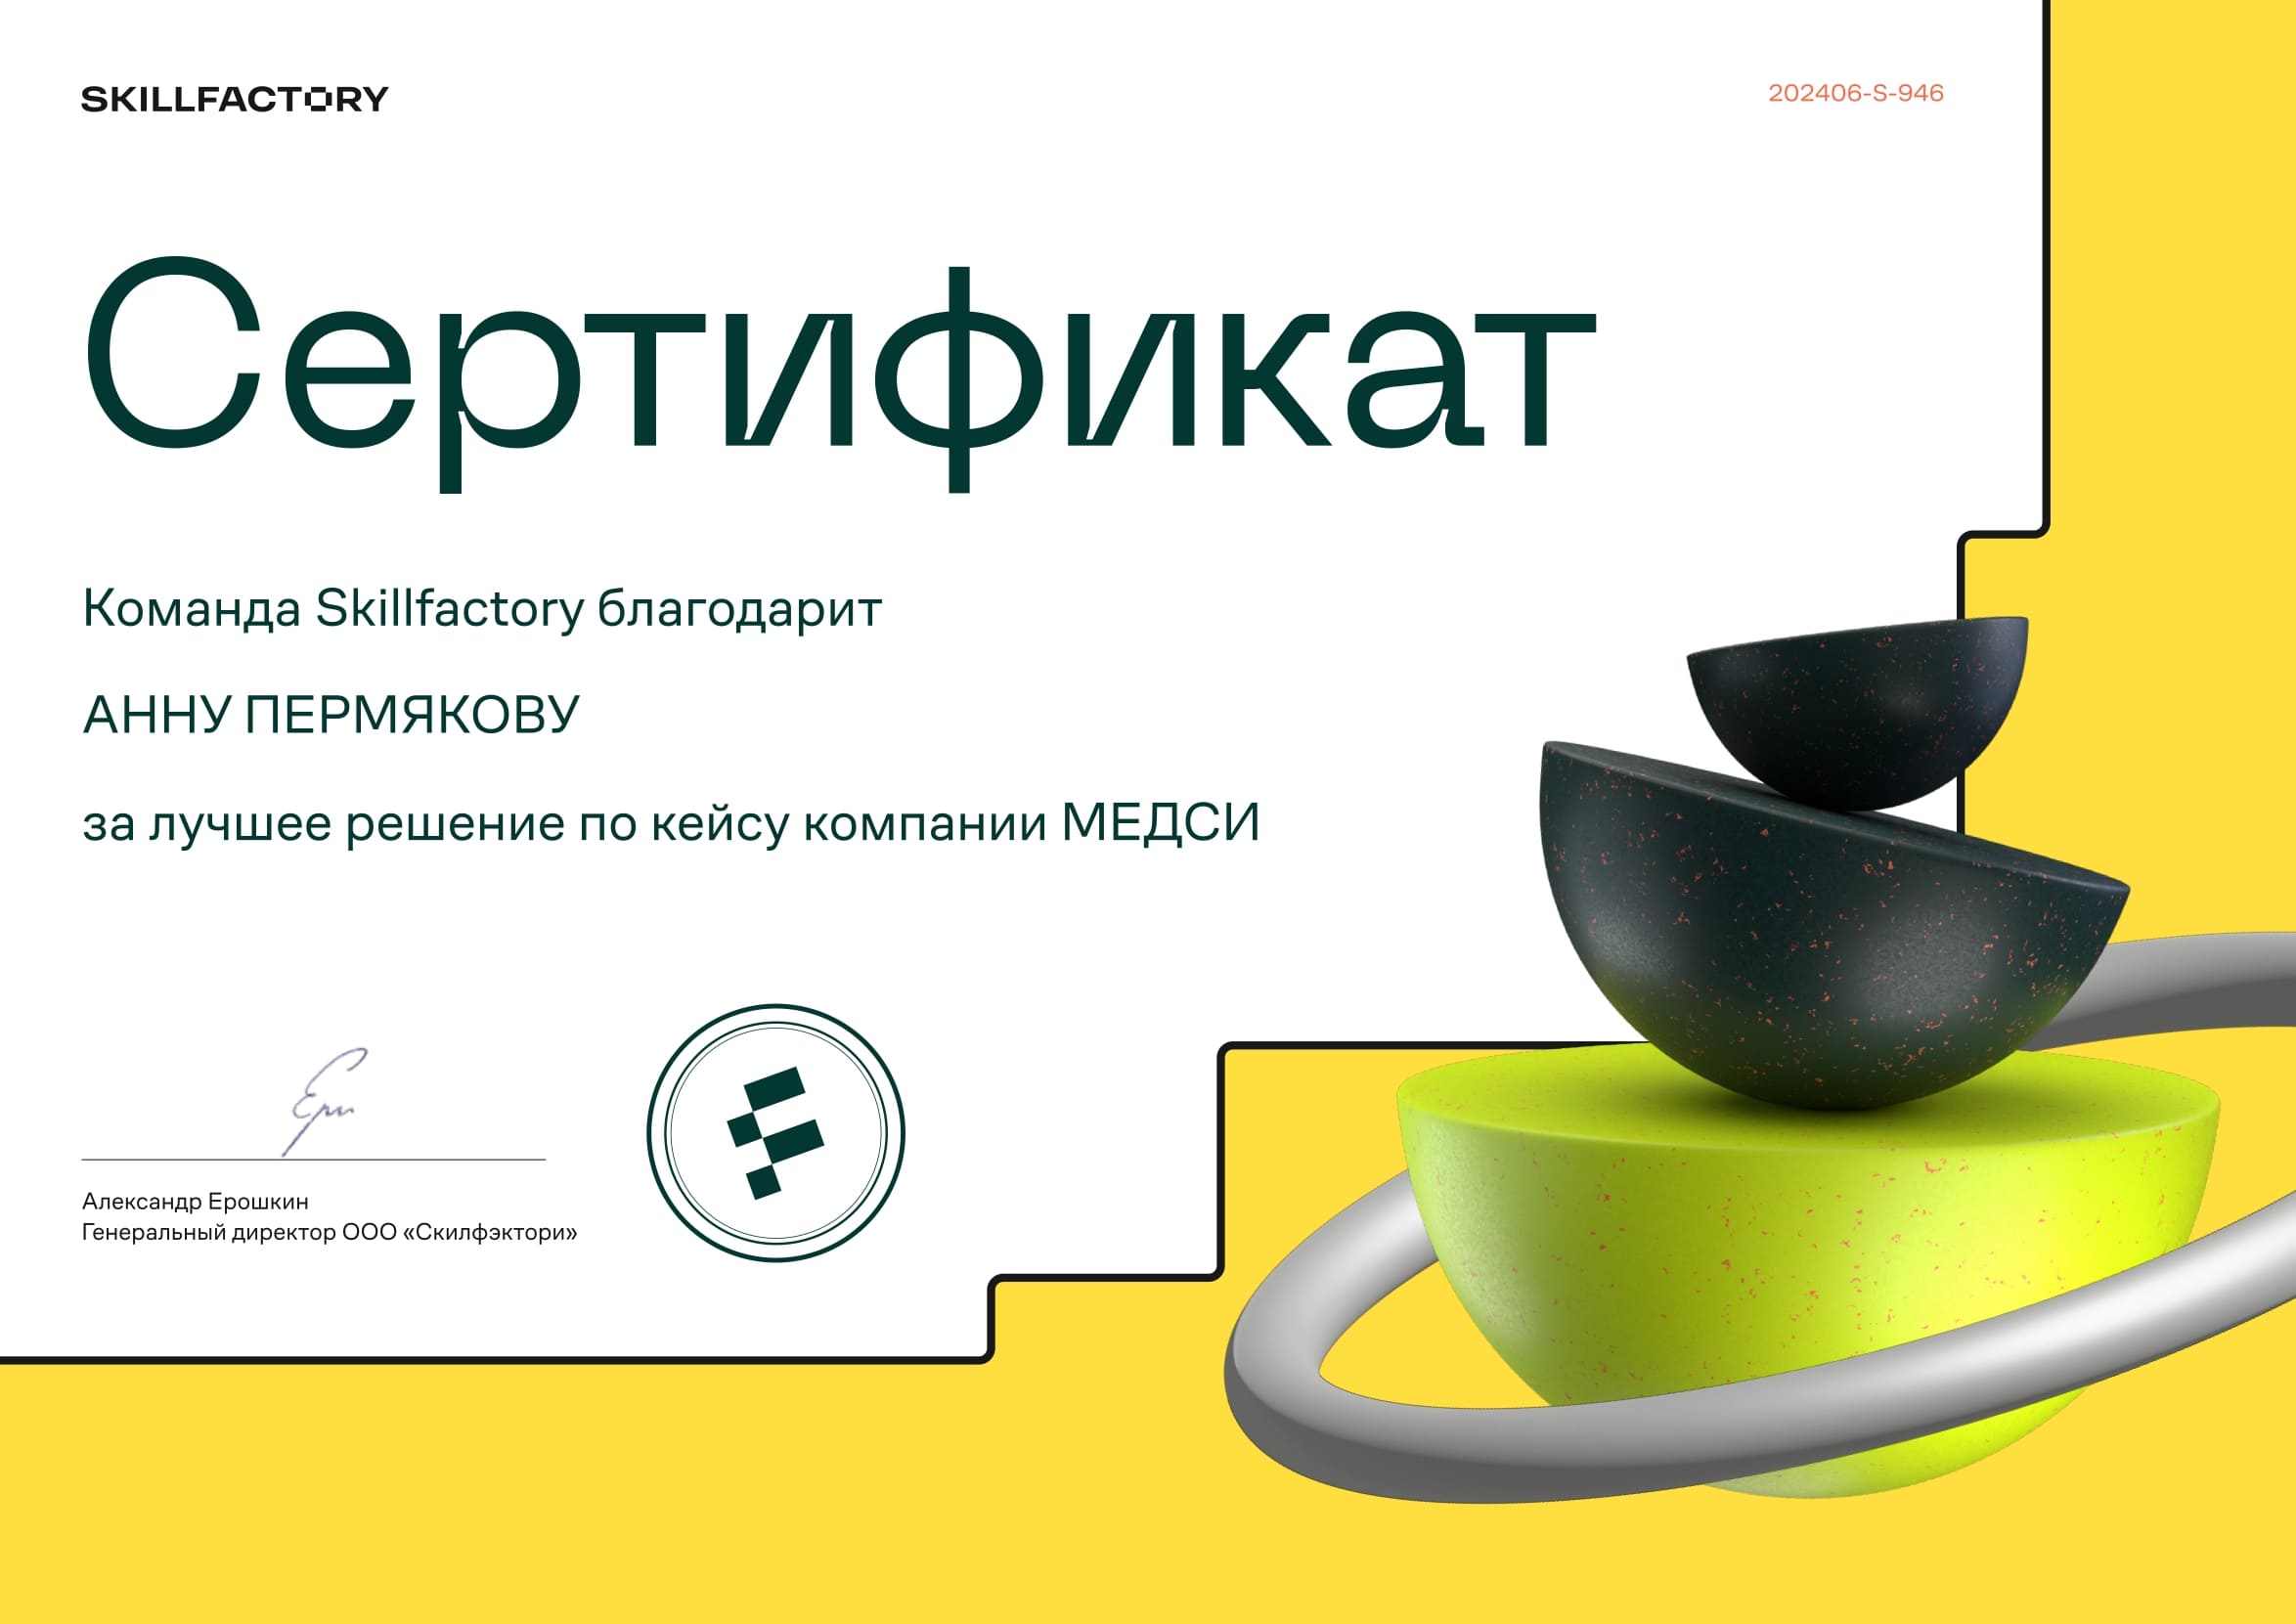 SKILLFACTORY
202406-S-946
Сертификат
Команда Skillfactory благодарит
АННУ ПЕРМЯКОВУ
за лучшее решение по кейсу компании МЕДСИ
Александр Ерошкин
Генеральный директор ООО «Скилфэктори»